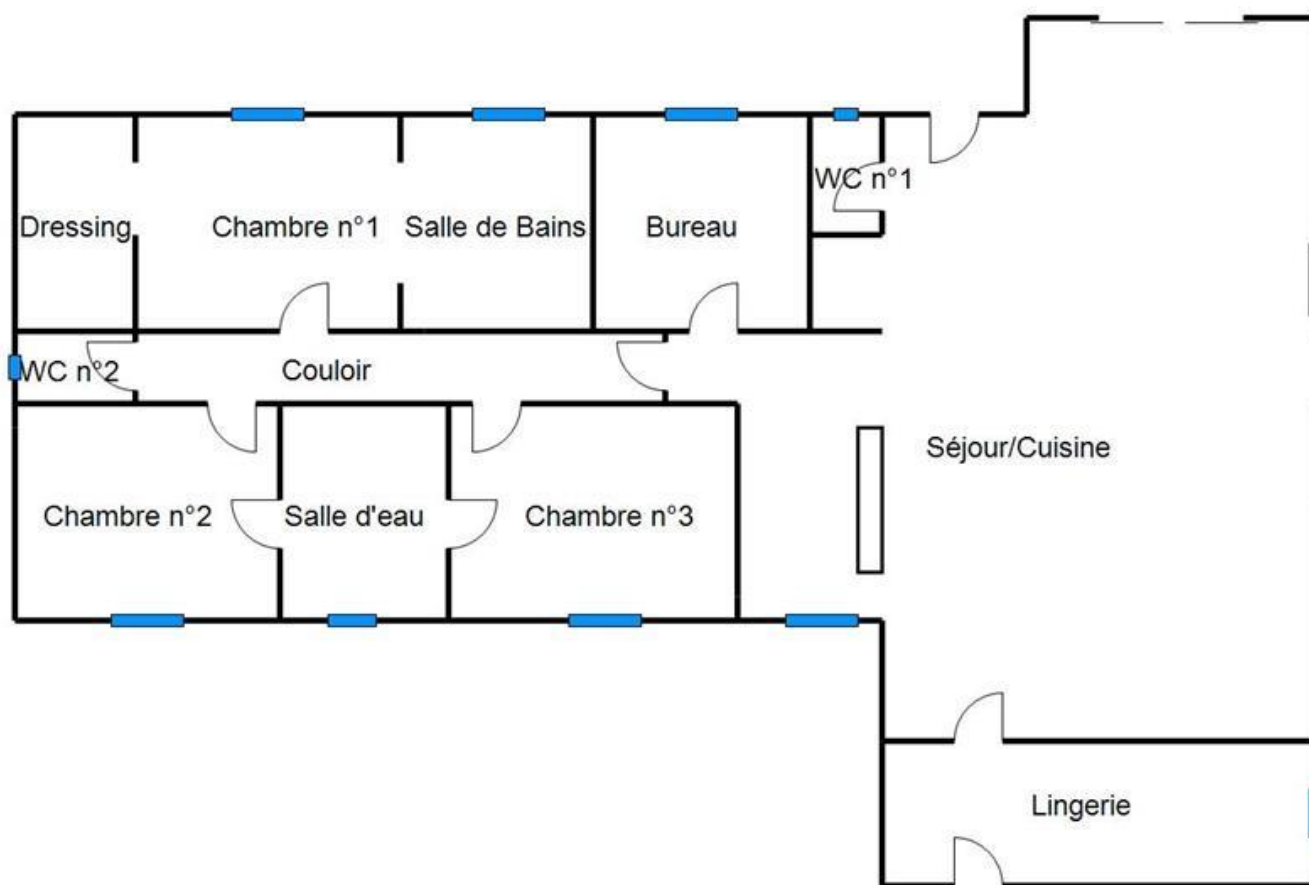 WC n°1
Dressing
Chambre n°1
Salle de Bains
Bureau
WC n°2
Couloir
Séjour/Cuisine
Chambre n°2
Salle d'eau
Chambre n°3
Lingerie